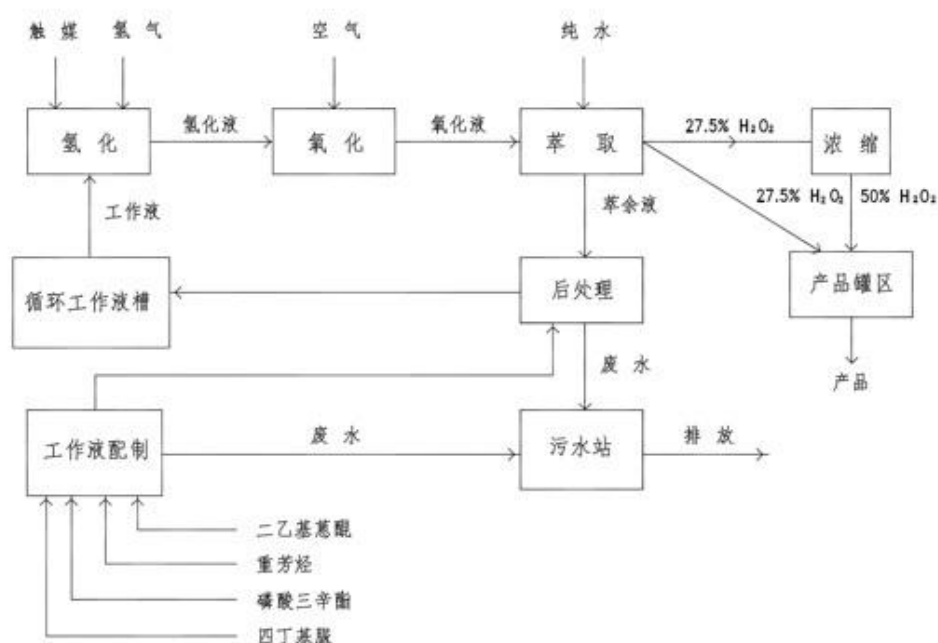 触媒 氢气 空气 纯水
氢化 氢化液 氧化 氧化液 萃取 27.5% H₂O₂ 浓缩
工作液 萃余液 27.5% H₂O₂ 50% H₂O₂
循环工作液槽 后处理 产品罐区
废水 产品
工作液配制 废水 污水站 排放
二乙基蒽醌
重芳烃
磷酸三辛酯
四丁基脲